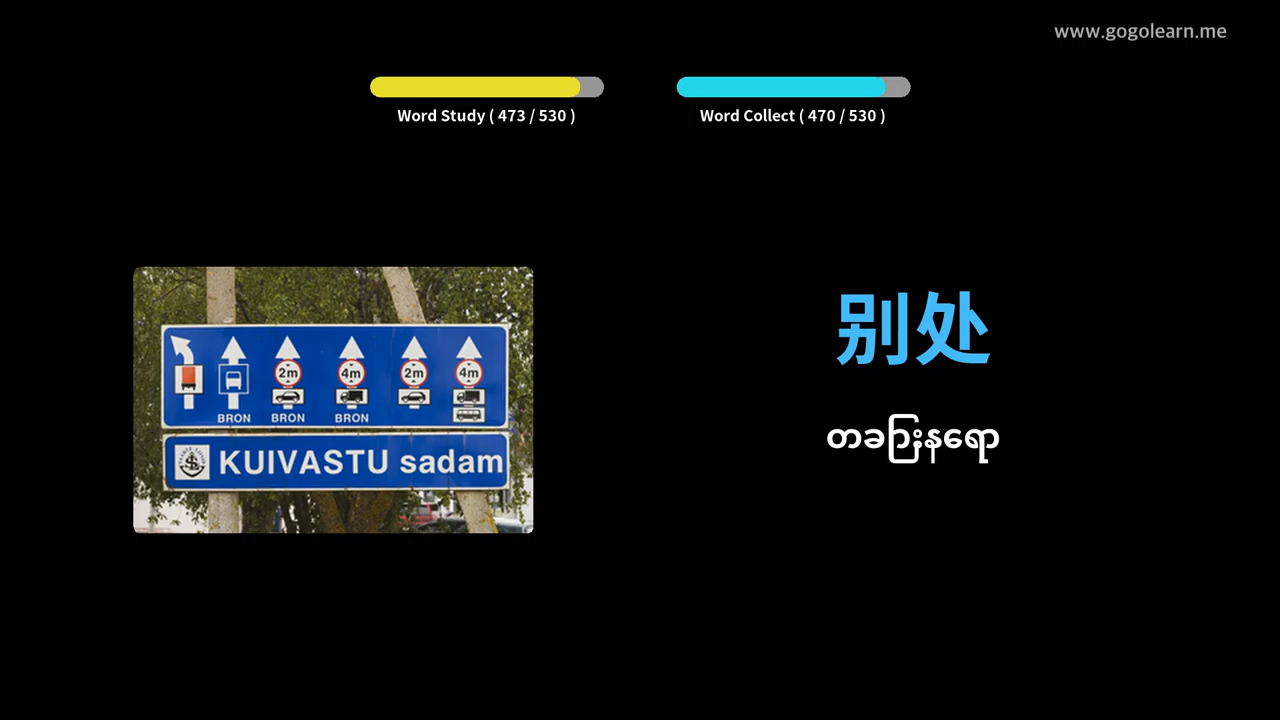 www.gogolearn.me
Word Study ( 473 / 530 )
Word Collect ( 470 / 530 )
别处
တခြားနေရာ
2m 4m 2m 4m
BRON BRON BRON
KUIVASTU sadam